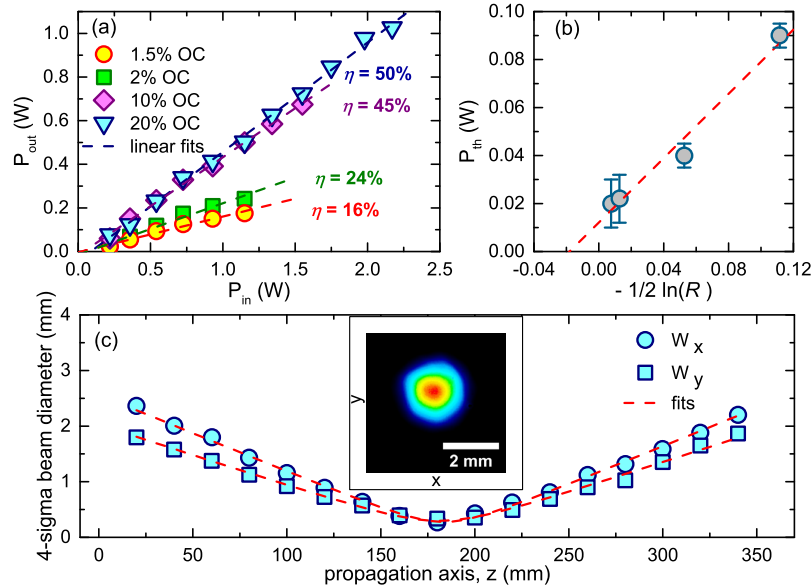 (a)
1.5% OC
2% OC
10% OC
20% OC
linear fits
η = 50%
η = 45%
η = 24%
η = 16%
P_out (W)
1.0
0.8
0.6
0.4
0.2
0.0
0.0 0.5 1.0 1.5 2.0 2.5
P_in (W)
(b)
P_th (W)
0.10
0.08
0.06
0.04
0.02
0.00
-0.04 0.00 0.04 0.08 0.12
- 1/2 ln(R )
(c)
4-sigma beam diameter (mm)
4
3
2
1
0
y
2 mm
x
W_x
W_y
fits
0 50 100 150 200 250 300 350
propagation axis, z (mm)